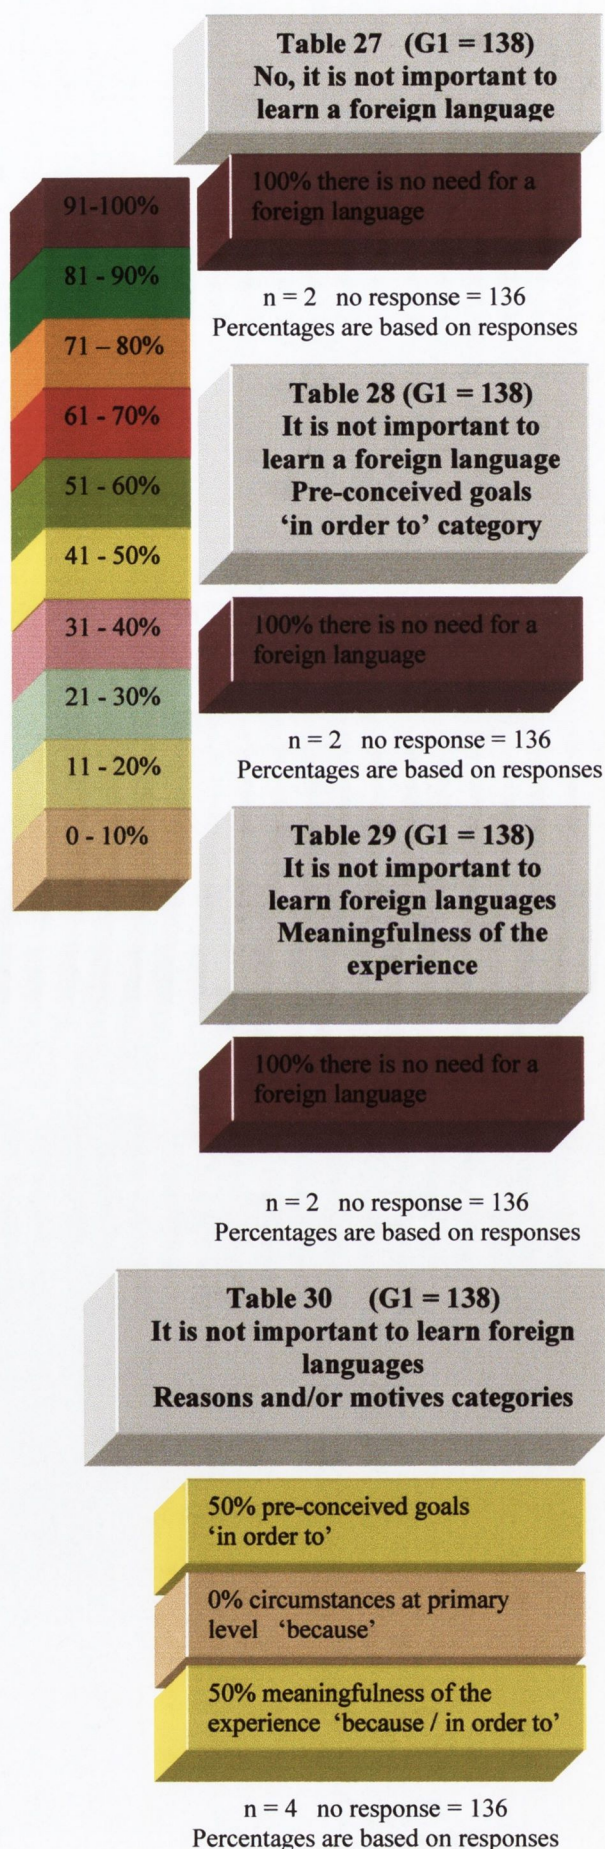 Table 27 (G1 = 138)
No, it is not important to
learn a foreign language
100% there is no need for a
foreign language
n = 2 no response = 136
Percentages are based on responses
91-100%
81 - 90%
71 – 80%
61 - 70%
51 - 60%
41 - 50%
31 - 40%
21 - 30%
11 - 20%
0 - 10%
Table 28 (G1 = 138)
It is not important to
learn a foreign language
Pre-conceived goals
‘in order to’ category
100% there is no need for a
foreign language
n = 2 no response = 136
Percentages are based on responses
Table 29 (G1 = 138)
It is not important to
learn foreign languages
Meaningfulness of the
experience
100% there is no need for a
foreign language
n = 2 no response = 136
Percentages are based on responses
Table 30 (G1 = 138)
It is not important to learn foreign
languages
Reasons and/or motives categories
50% pre-conceived goals
‘in order to’
0% circumstances at primary
level ‘because’
50% meaningfulness of the
experience ‘because / in order to’
n = 4 no response = 136
Percentages are based on responses